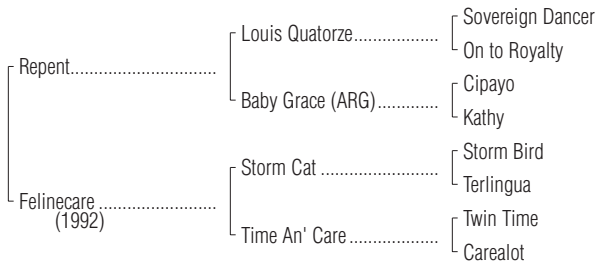 Sovereign Dancer
Louis Quatorze..................
On to Royalty
Repent...............................
Cipayo
Baby Grace (ARG).............
Kathy
Storm Bird
Storm Cat ..........................
Terlingua
Felinecare .........................
(1992)
Twin Time
Time An' Care ...................
Carealot